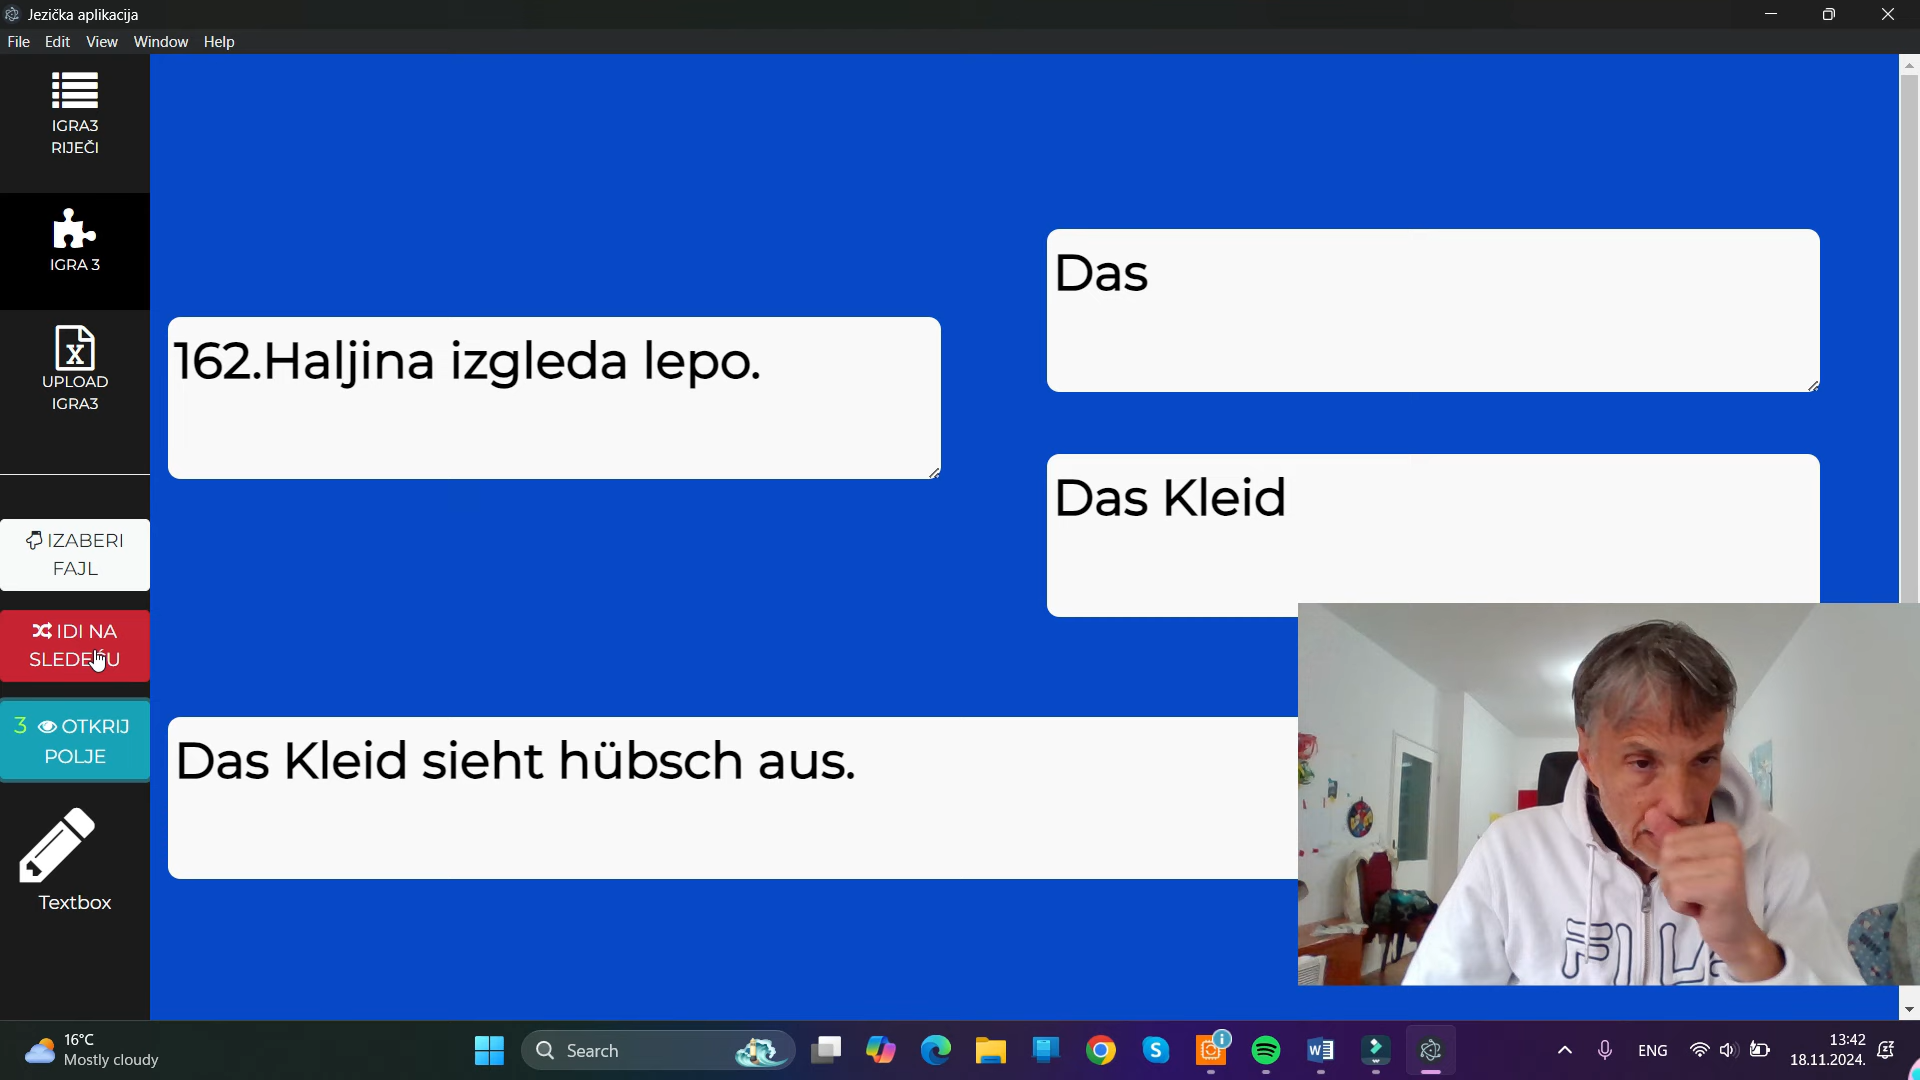 Jezička aplikacija
File Edit View Window Help
IGRA3
RIJEČI
IGRA 3
UPLOAD
IGRA3
IZABERI
FAJL
IDI NA
SLEDEĆU
3 OTKRIJ
POLJE
Textbox
162.Haljina izgleda lepo.
Das
Das Kleid
Das Kleid sieht hübsch aus.
FILA
16°C
Mostly cloudy
Search
ENG
13:42
18.11.2024.